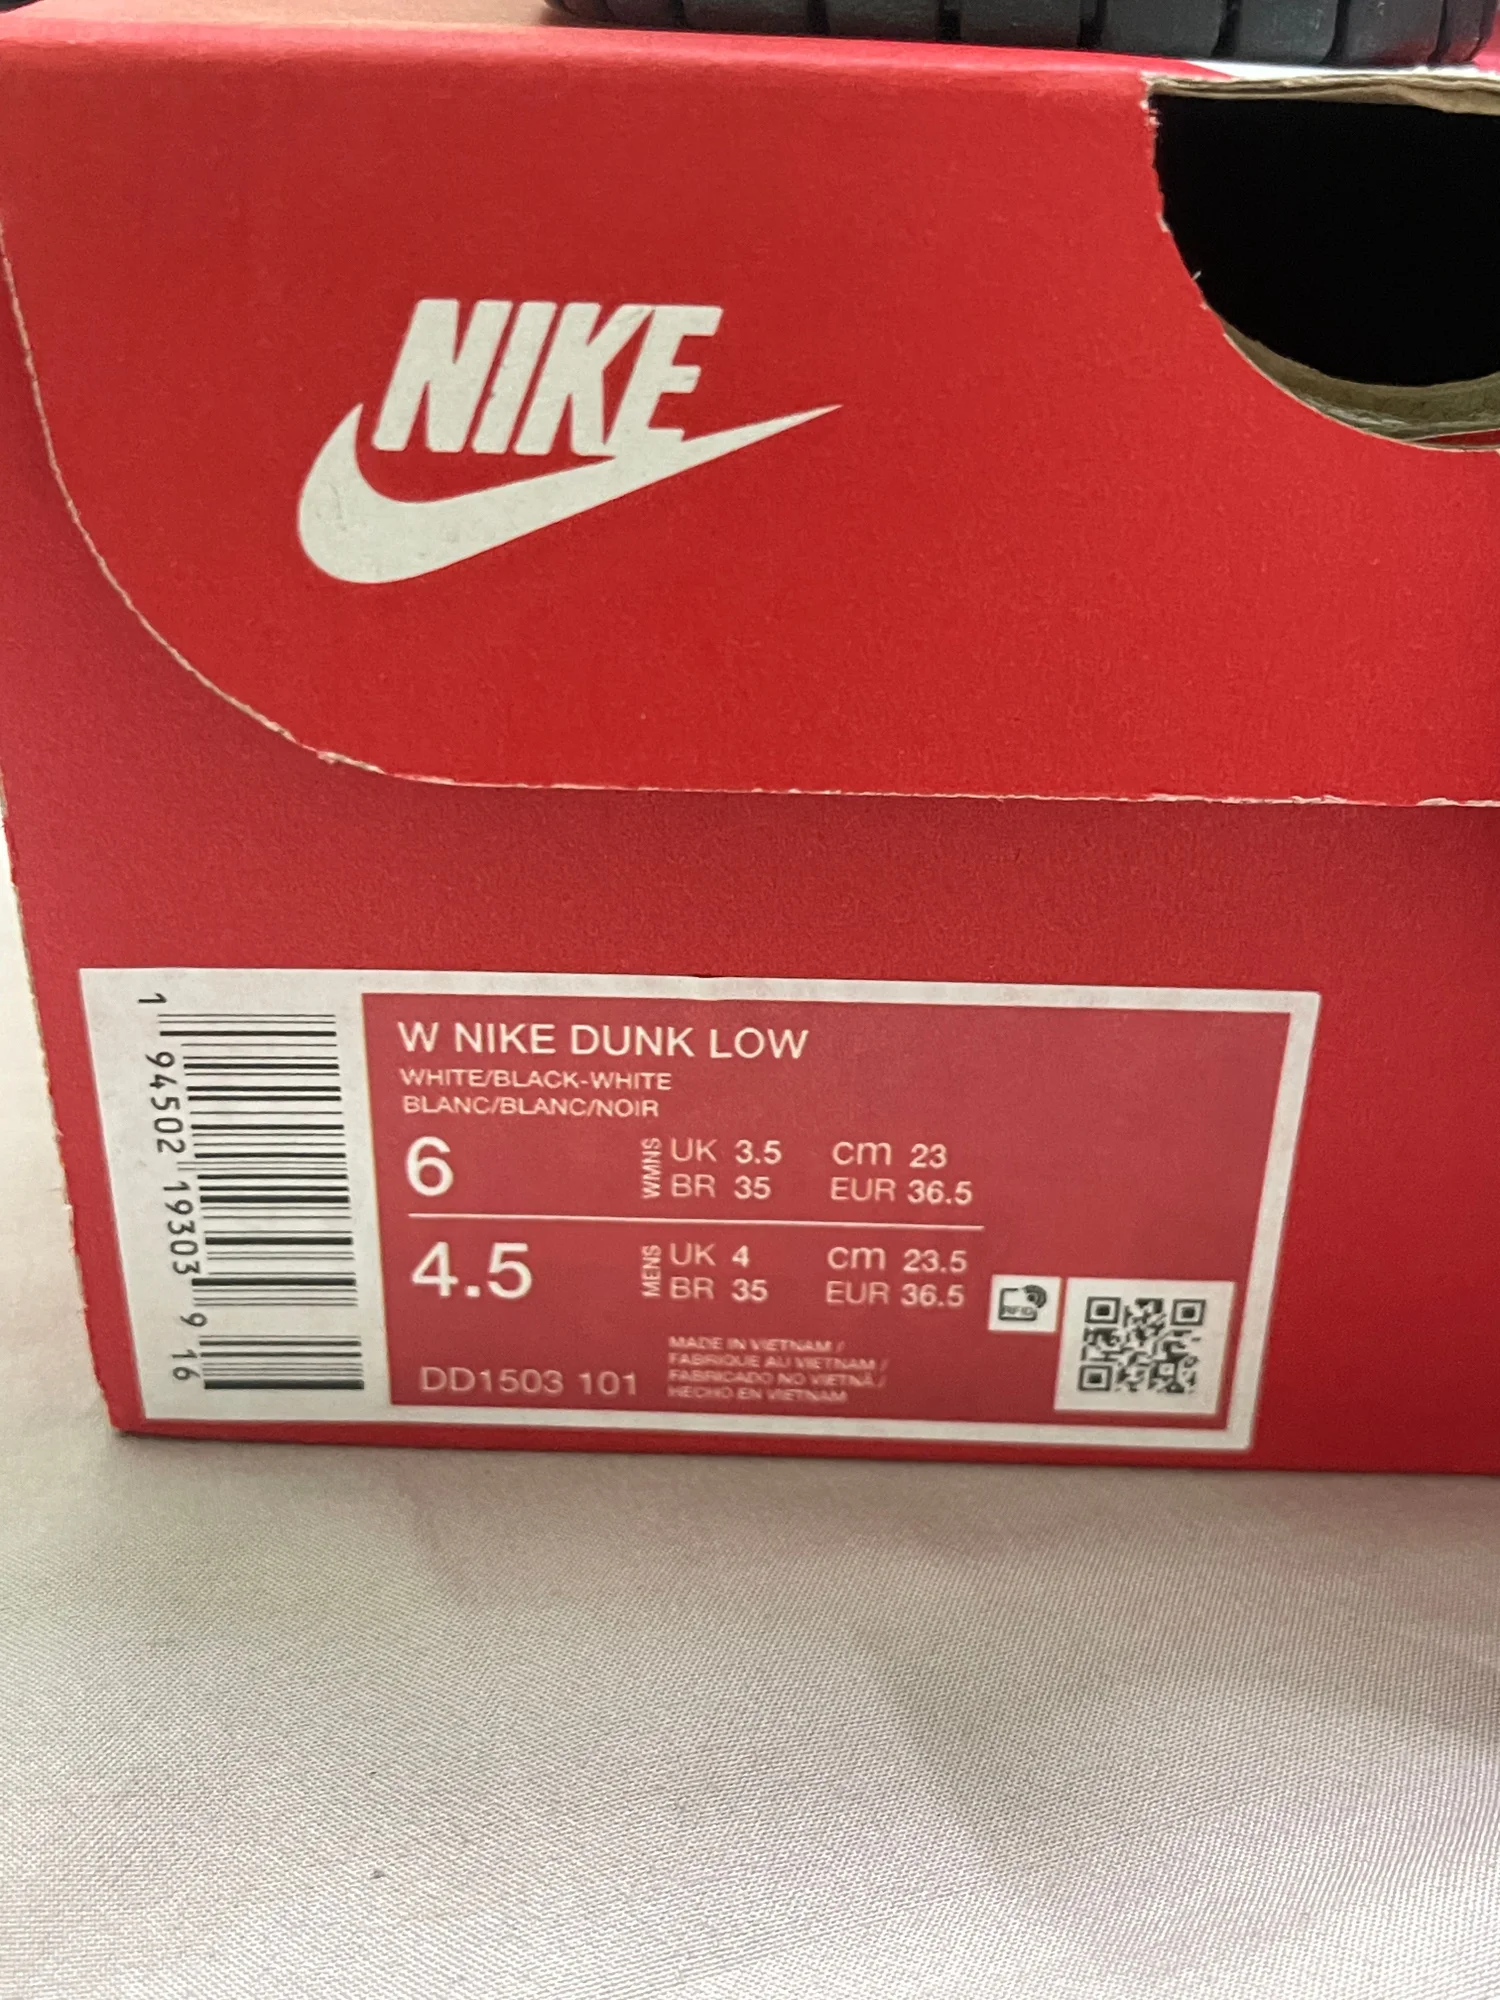 NIKE
W NIKE DUNK LOW
WHITE/BLACK-WHITE
BLANC/BLANC/NOIR
6 WMNS UK 3.5 cm 23
BR 35 EUR 36.5
4.5 MENS UK 4 cm 23.5
BR 35 EUR 36.5
MADE IN VIETNAM /
FABRIQUE AU VIETNAM /
FABRICADO NO VIETNÃ /
HECHO EN VIETNAM
DD1503 101
RFID
1 94502 19303 9 16